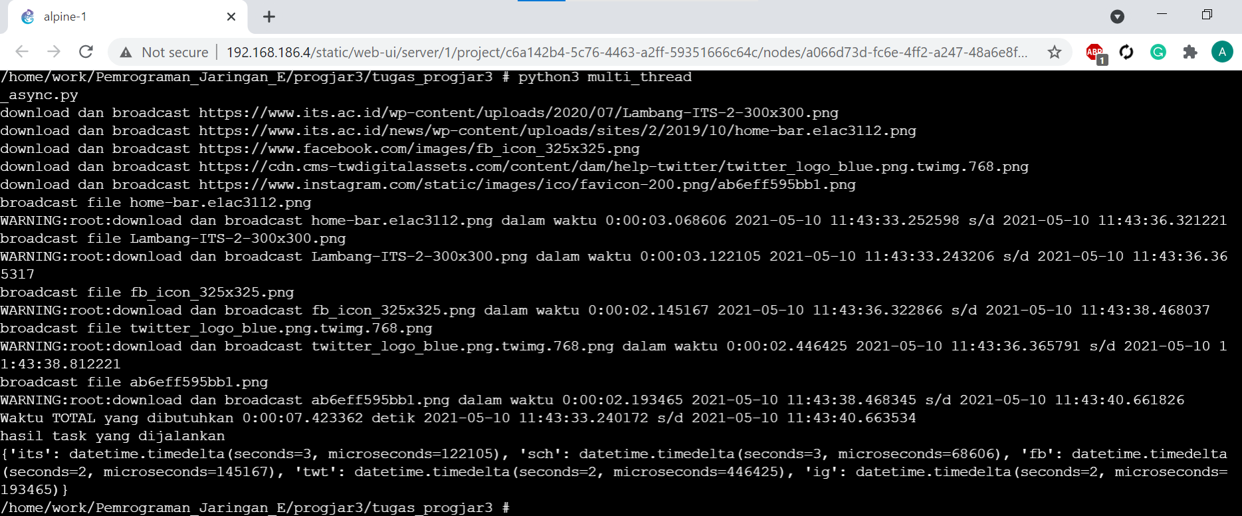 alpine-1
Not secure
192.168.186.4/static/web-ui/server/1/project/c6a142b4-5c76-4463-a2ff-59351666c64c/nodes/a066d73d-fc6e-4ff2-a247-48a6e8f...
ABP
1
A
/home/work/Pemrograman_Jaringan_E/progjar3/tugas_progjar3 # python3 multi_thread
_async.py
download dan broadcast https://www.its.ac.id/wp-content/uploads/2020/07/Lambang-ITS-2-300x300.png
download dan broadcast https://www.its.ac.id/news/wp-content/uploads/sites/2/2019/10/home-bar.e1ac3112.png
download dan broadcast https://www.facebook.com/images/fb_icon_325x325.png
download dan broadcast https://cdn.cms-twdigitalassets.com/content/dam/help-twitter/twitter_logo_blue.png.twimg.768.png
download dan broadcast https://www.instagram.com/static/images/ico/favicon-200.png/ab6eff595bb1.png
broadcast file home-bar.e1ac3112.png
WARNING:root:download dan broadcast home-bar.e1ac3112.png dalam waktu 0:00:03.068606 2021-05-10 11:43:33.252598 s/d 2021-05-10 11:43:36.321221
broadcast file Lambang-ITS-2-300x300.png
WARNING:root:download dan broadcast Lambang-ITS-2-300x300.png dalam waktu 0:00:03.122105 2021-05-10 11:43:33.243206 s/d 2021-05-10 11:43:36.36
5317
broadcast file fb_icon_325x325.png
WARNING:root:download dan broadcast fb_icon_325x325.png dalam waktu 0:00:02.145167 2021-05-10 11:43:36.322866 s/d 2021-05-10 11:43:38.468037
broadcast file twitter_logo_blue.png.twimg.768.png
WARNING:root:download dan broadcast twitter_logo_blue.png.twimg.768.png dalam waktu 0:00:02.446425 2021-05-10 11:43:36.365791 s/d 2021-05-10 1
1:43:38.812221
broadcast file ab6eff595bb1.png
WARNING:root:download dan broadcast ab6eff595bb1.png dalam waktu 0:00:02.193465 2021-05-10 11:43:38.468345 s/d 2021-05-10 11:43:40.661826
Waktu TOTAL yang dibutuhkan 0:00:07.423362 detik 2021-05-10 11:43:33.240172 s/d 2021-05-10 11:43:40.663534
hasil task yang dijalankan
{'its': datetime.timedelta(seconds=3, microseconds=122105), 'sch': datetime.timedelta(seconds=3, microseconds=68606), 'fb': datetime.timedelta
(seconds=2, microseconds=145167), 'twt': datetime.timedelta(seconds=2, microseconds=446425), 'ig': datetime.timedelta(seconds=2, microseconds=
193465)}
/home/work/Pemrograman_Jaringan_E/progjar3/tugas_progjar3 #